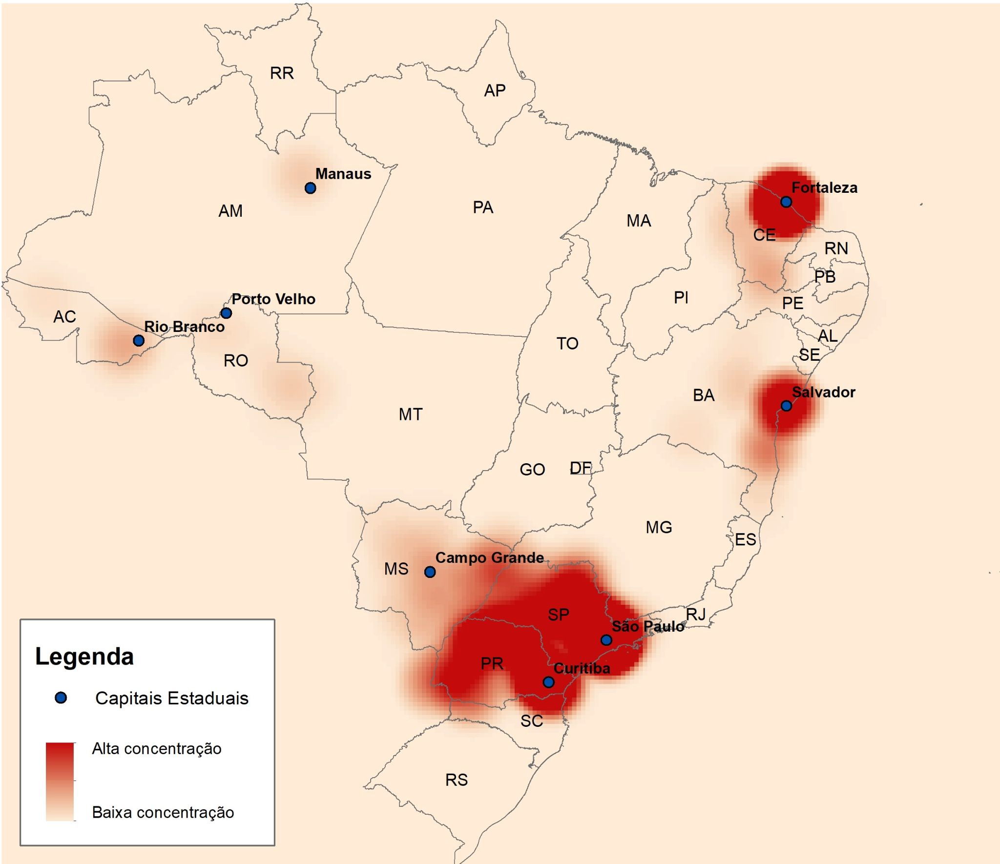 RR
AP
Manaus
Fortaleza
AM
PA
MA
CE
RN
PB
Porto Velho
PI
PE
AC
Rio Branco
TO
AL
RO
SE
BA
Salvador
MT
GO
DF
MG
ES
Campo Grande
MS
SP
RJ
São Paulo
PR
Curitiba
SC
RS
Legenda
Capitais Estaduais
Alta concentração
Baixa concentração